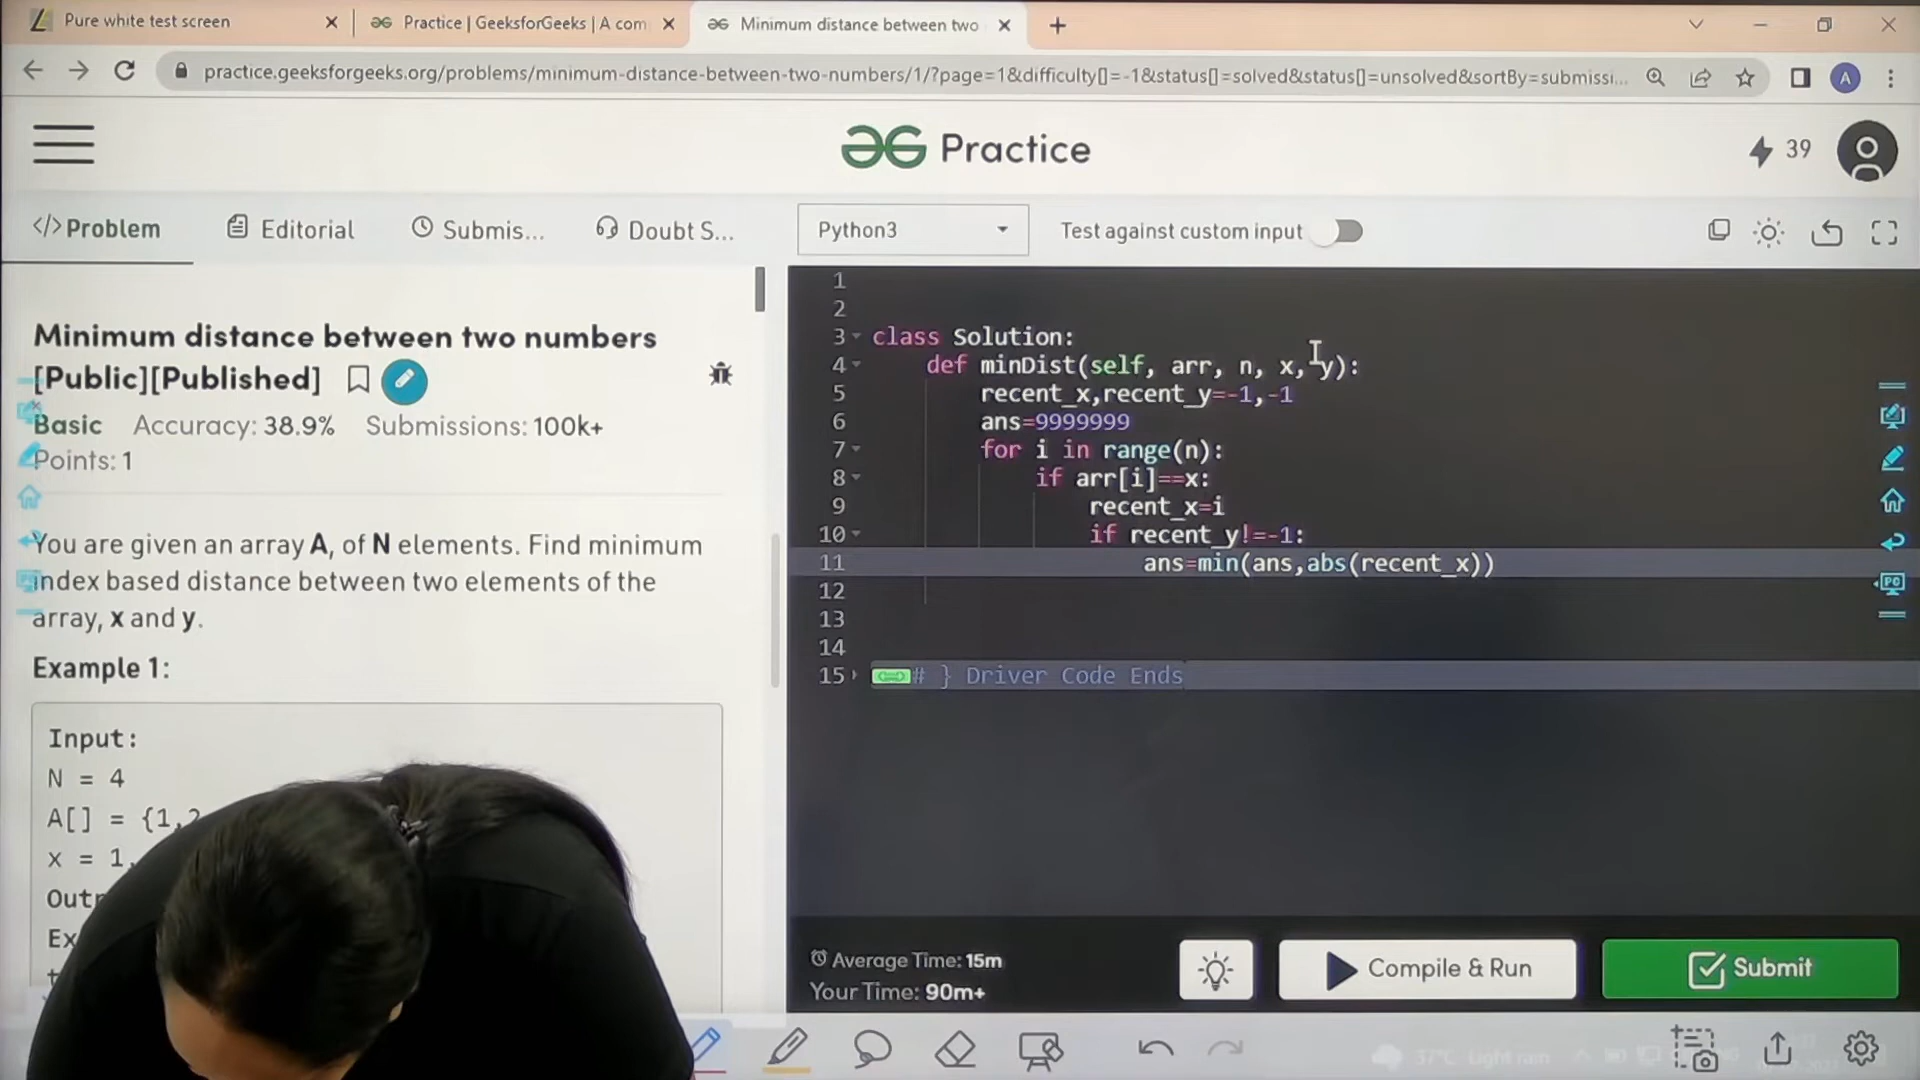 Pure white test screen
Practice | GeeksforGeeks | A com
Minimum distance between two
practice.geeksforgeeks.org/problems/minimum-distance-between-two-numbers/1/?page=1&difficulty[]=-1&status[]=solved&status[]=unsolved&sortBy=submissi...
A
Practice
39
</> Problem
Editorial
Submis...
Doubt S...
Python3
Test against custom input
Minimum distance between two numbers
[Public][Published]
Basic Accuracy: 38.9% Submissions: 100k+
Points: 1
You are given an array A, of N elements. Find minimum
index based distance between two elements of the
array, x and y.
Example 1:
Input:
N = 4
A[] = {1,2
x = 1,
Outp
Ex
t
1
2
3 class Solution:
4 def minDist(self, arr, n, x, y):
5 recent_x,recent_y=-1,-1
6 ans=9999999
7 for i in range(n):
8 if arr[i]==x:
9 recent_x=i
10 if recent_y!=-1:
11 ans=min(ans,abs(recent_x))
12
13
14
15 # } Driver Code Ends
Average Time: 15m
Your Time: 90m+
Compile & Run
Submit
37°C Light rain